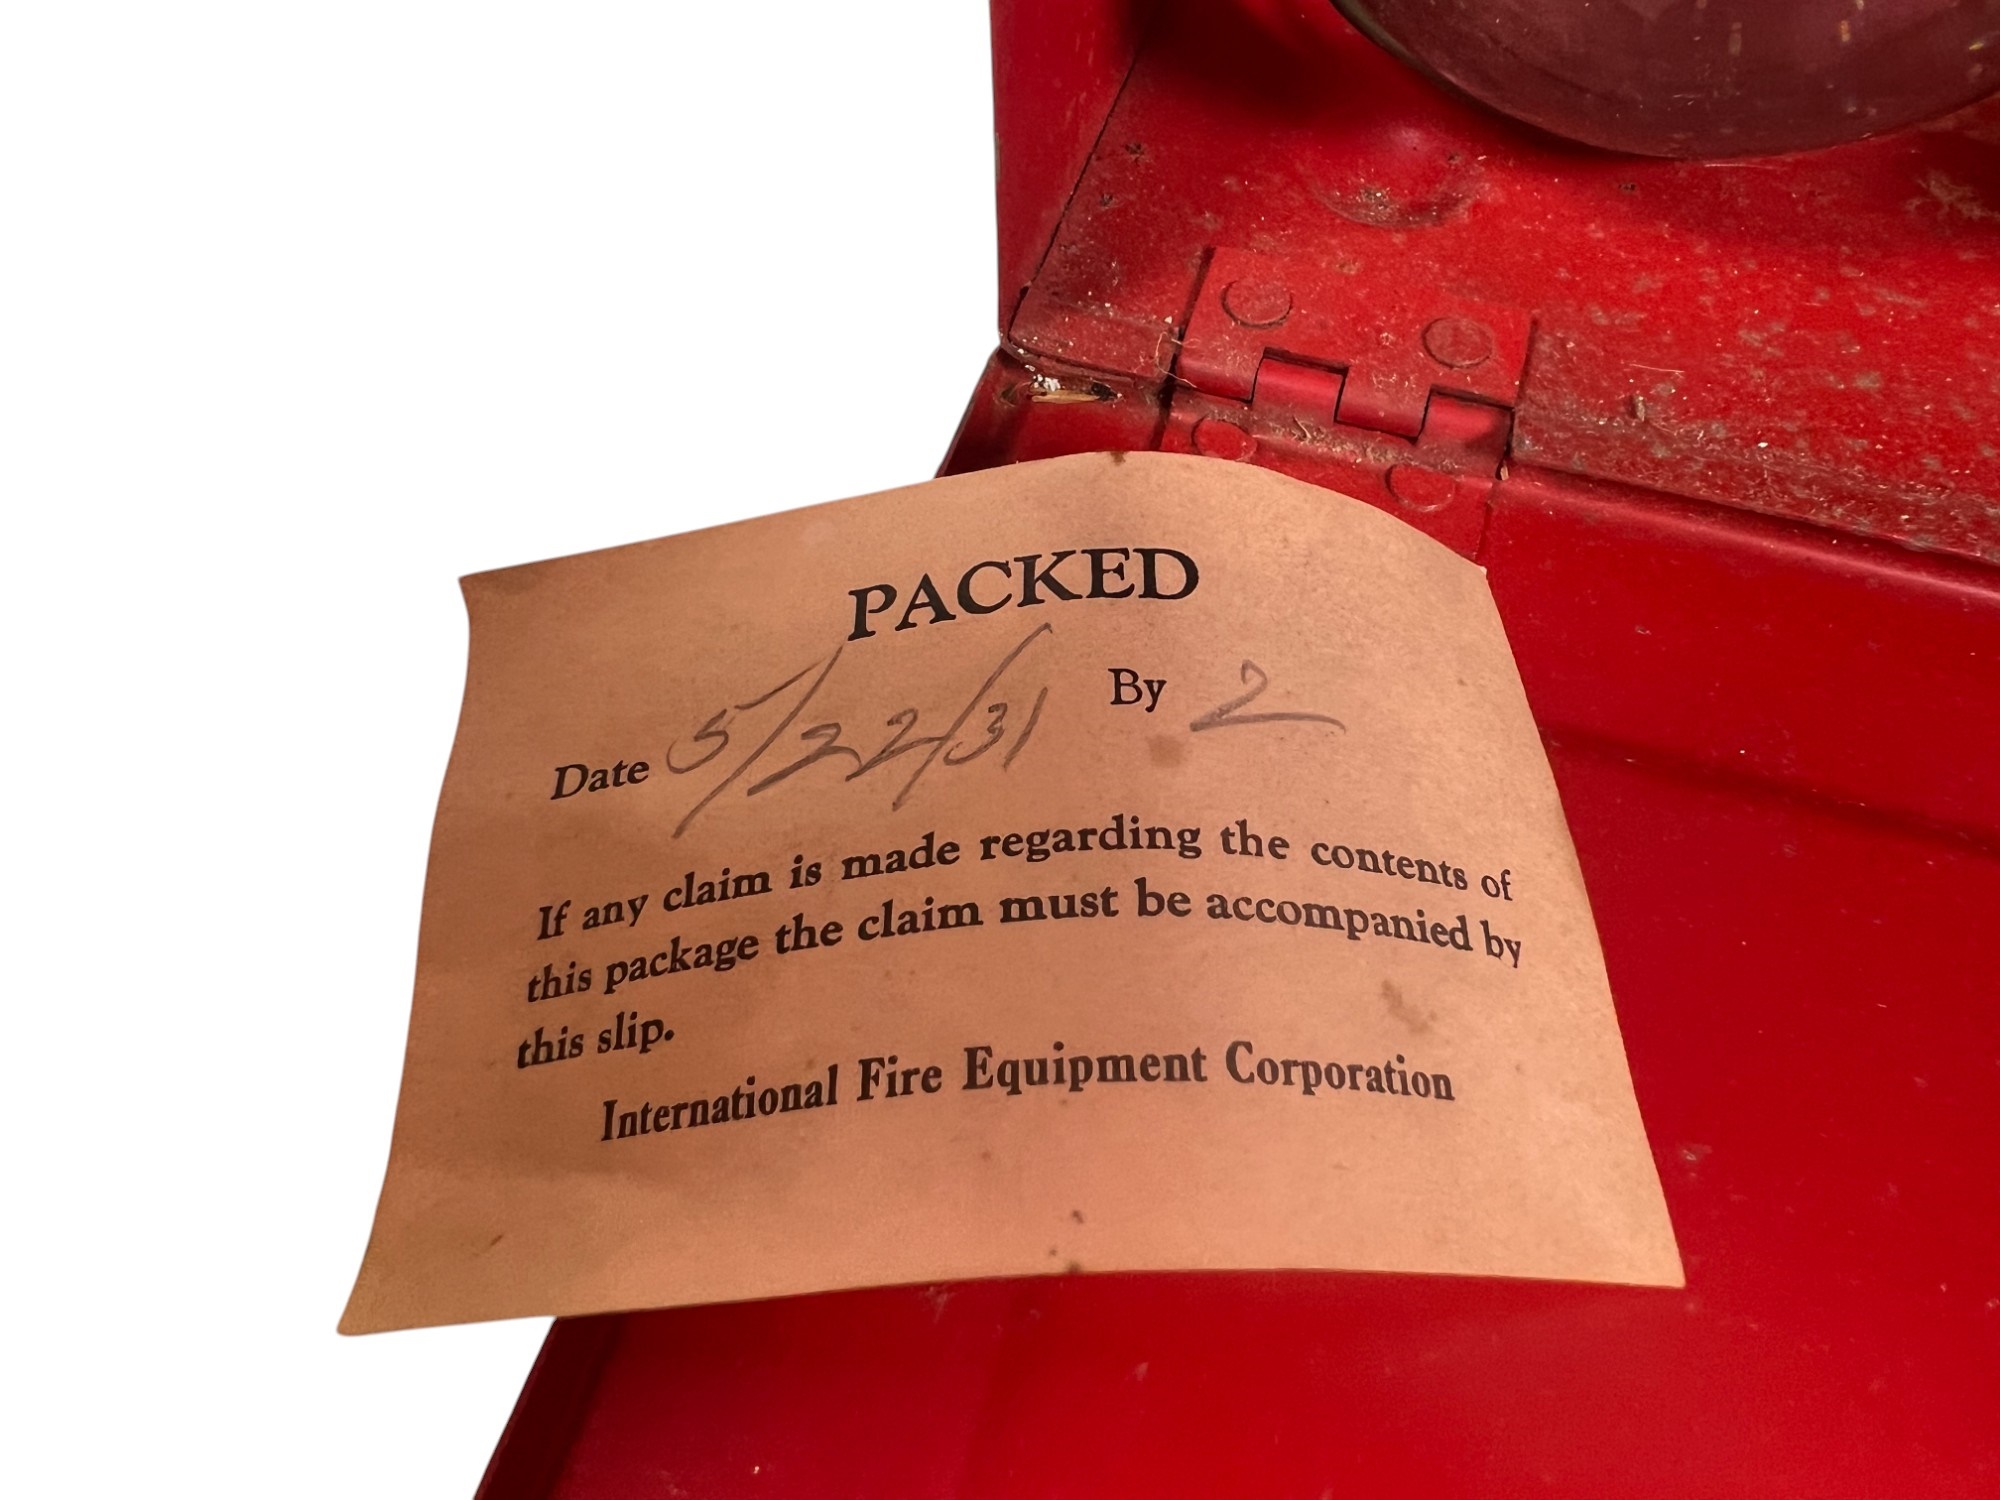 PACKED
Date 5/22/31 By 2
If any claim is made regarding the contents of
this package the claim must be accompanied by
this slip.
International Fire Equipment Corporation